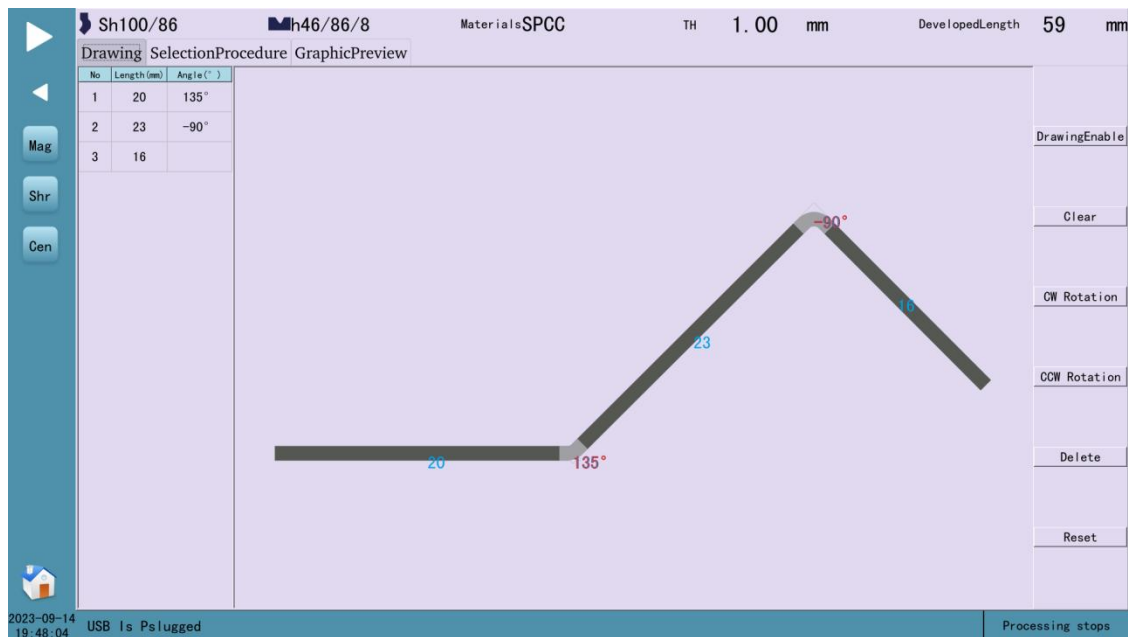 Sh100/86 h46/86/8 MaterialsSPCC TH 1.00 mm DevelopedLength 59 mm
Drawing SelectionProcedure GraphicPreview
No Length(mm) Angle(°)
1 20 135°
2 23 -90°
3 16
Mag
Shr
Cen
DrawingEnable
Clear
CW Rotation
CCW Rotation
Delete
Reset
-90°
16
23
20
135°
2023-09-14
19:48:04
USB Is Pslugged
Processing stops